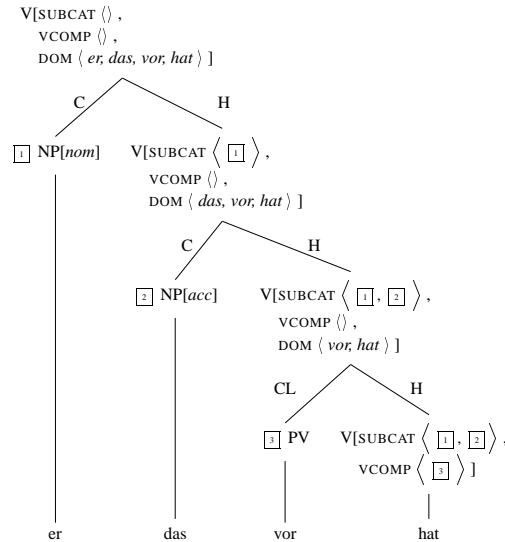 V[SUBCAT ⟨⟩ ,
VCOMP ⟨⟩ ,
DOM ⟨ er, das, vor, hat ⟩ ]
C H
1 NP[nom] V[SUBCAT ⟨ 1 ⟩ ,
VCOMP ⟨⟩ ,
DOM ⟨ das, vor, hat ⟩ ]
C H
2 NP[acc] V[SUBCAT ⟨ 1 , 2 ⟩ ,
VCOMP ⟨⟩ ,
DOM ⟨ vor, hat ⟩ ]
CL H
3 PV V[SUBCAT ⟨ 1 , 2 ⟩ ,
VCOMP ⟨ 3 ⟩ ]
er das vor hat